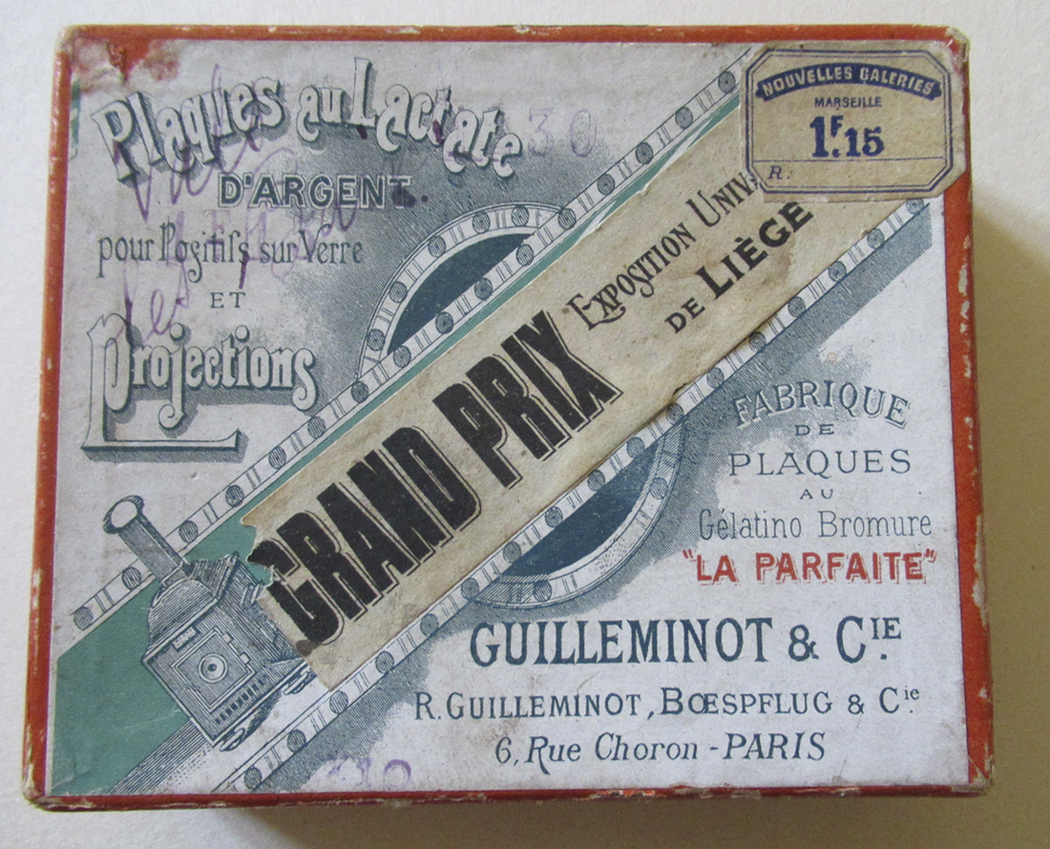 Plaques au Lactate
D'ARGENT.
pour Positifs sur Verre
ET
Projections
NOUVELLES GALERIES
MARSEILLE
1F.15
R.
GRAND PRIX
EXPOSITION UNIV
DE LIÈGE
FABRIQUE
DE
PLAQUES
AU
Gélatino Bromure
"LA PARFAITE"
GUILLEMINOT & CIE.
R. GUILLEMINOT, BŒSPFLUG & Cie.
6, Rue Choron - PARIS